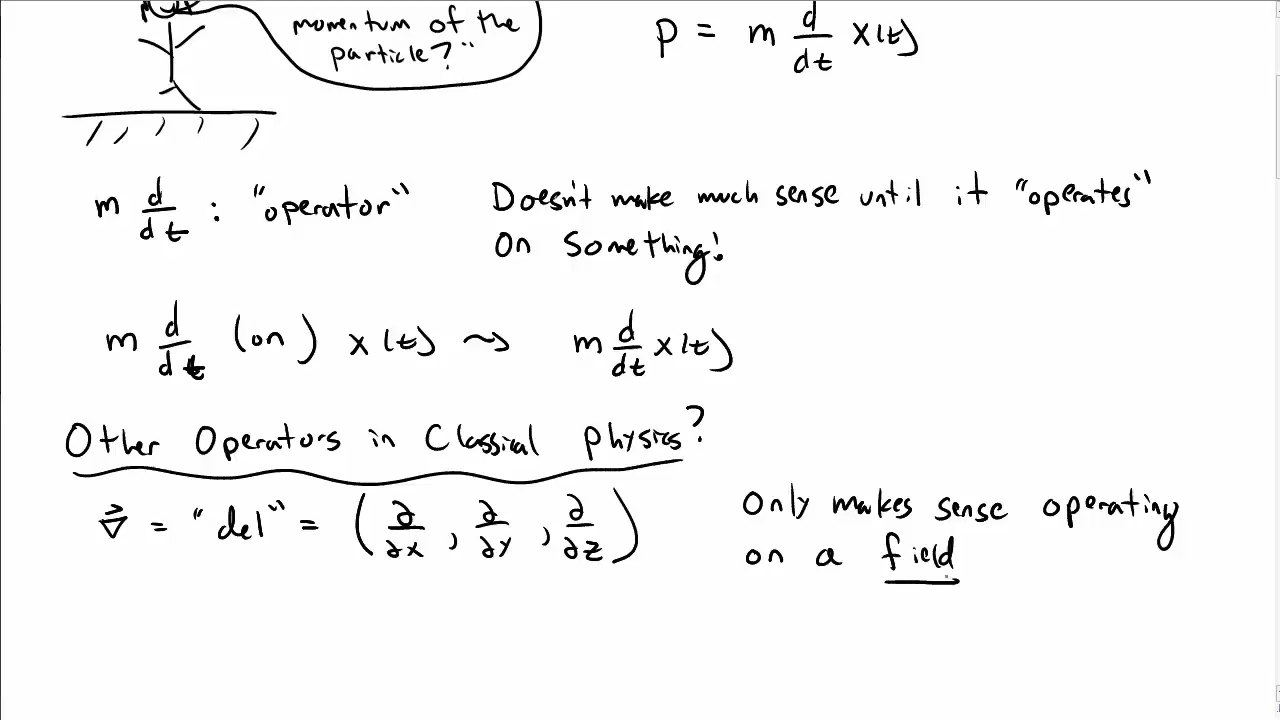 momentum of the
particle?"
p = m d/dt x(t)
m d/dt : "operator" Doesn't make much sense until it "operates"
on something!
m d/dt (on) x(t) ⇝ m d/dt x(t)
Other Operators in Classical physics?
∇⃗ = "del" = (∂/∂x, ∂/∂y, ∂/∂z) Only makes sense operating
on a field